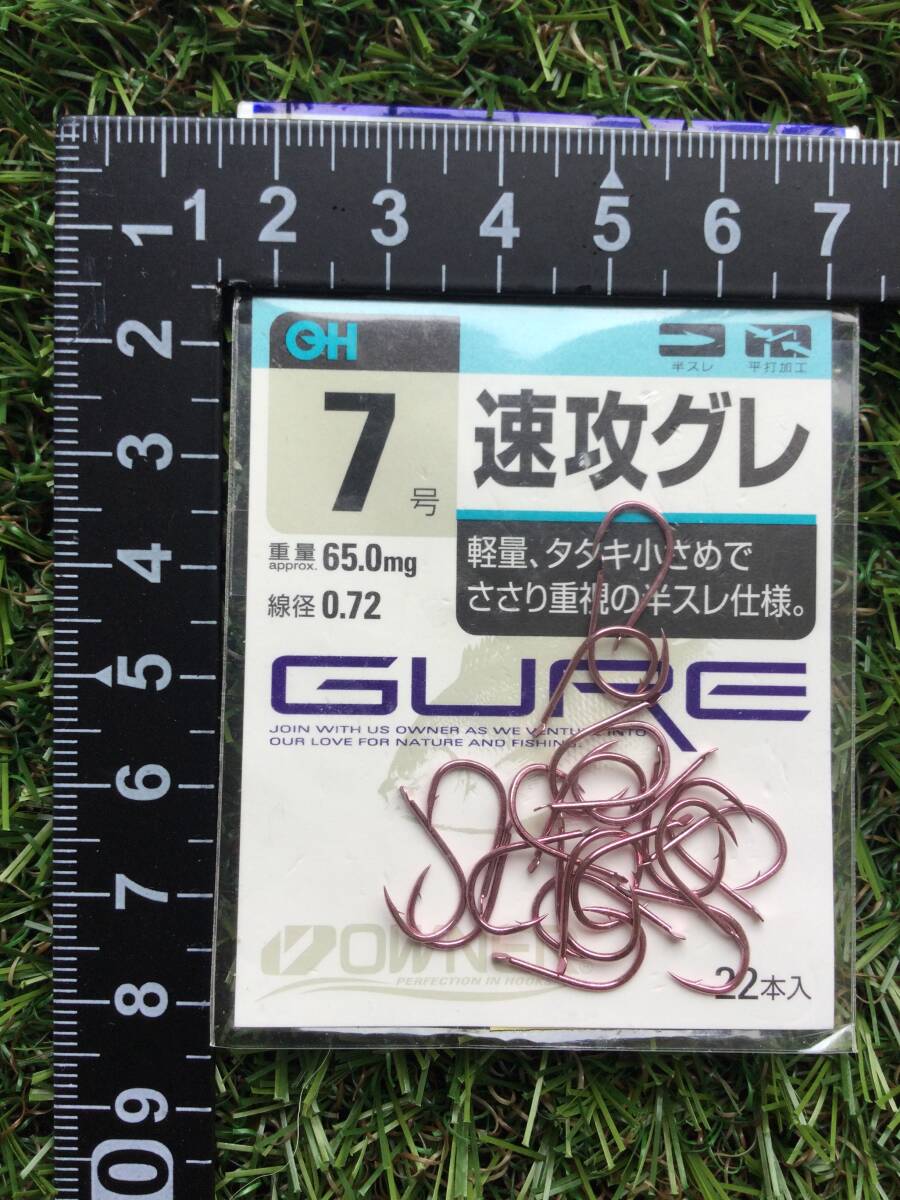 1 2 3 4 5 6 7
1
2
3
4
5
6
7
8
9
10
OH
半スレ 平打加工
7号
速攻グレ
重量 approx. 65.0mg
線径 0.72
軽量、タタキ小さめで
ささり重視の半スレ仕様。
GURE
JOIN WITH US OWNER AS WE VENTURE INTO
OUR LOVE FOR NATURE AND FISHING.
OWNER
PERFECTION IN HOOKS
22本入